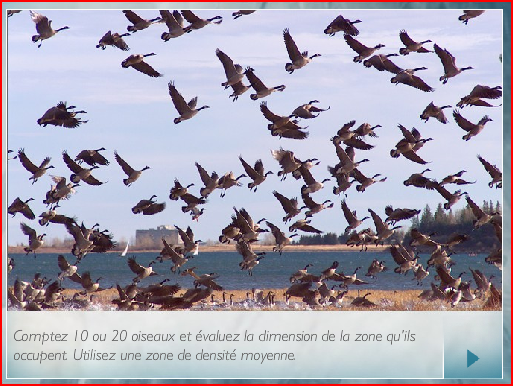 Comptez 10 ou 20 oiseaux et évaluez la dimension de la zone qu'ils
occupent. Utilisez une zone de densité moyenne.